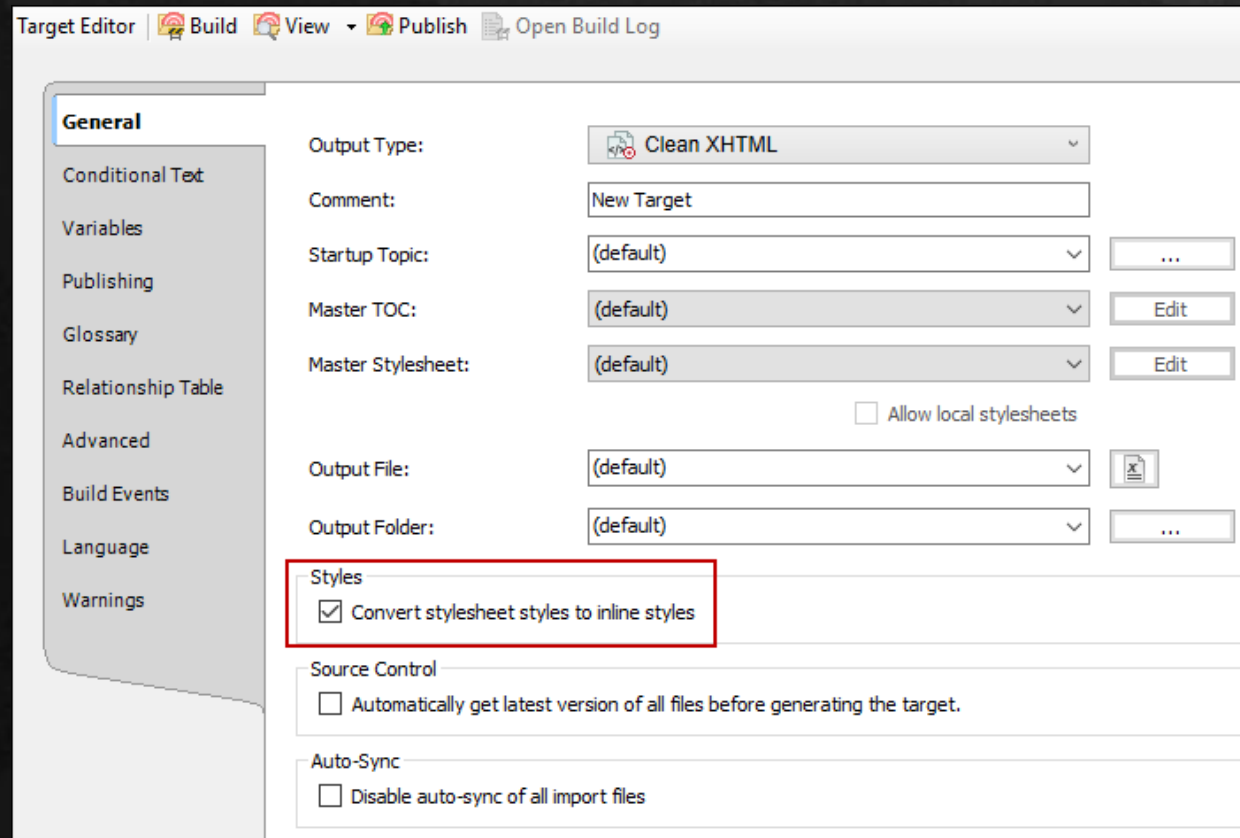 Target Editor Build View Publish Open Build Log
General
Conditional Text
Variables
Publishing
Glossary
Relationship Table
Advanced
Build Events
Language
Warnings
Output Type: Clean XHTML
Comment: New Target
Startup Topic: (default) ...
Master TOC: (default) Edit
Master Stylesheet: (default) Edit
Allow local stylesheets
Output File: (default)
Output Folder: (default) ...
Styles
Convert stylesheet styles to inline styles
Source Control
Automatically get latest version of all files before generating the target.
Auto-Sync
Disable auto-sync of all import files